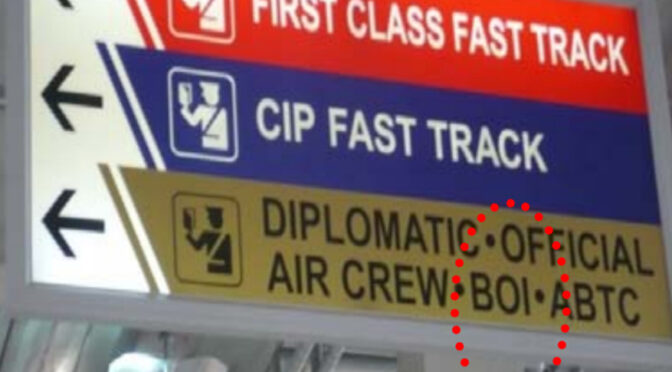 FIRST CLASS FAST TRACK
CIP FAST TRACK
DIPLOMATIC•OFFICIAL
AIR CREW•BOI•ABTC